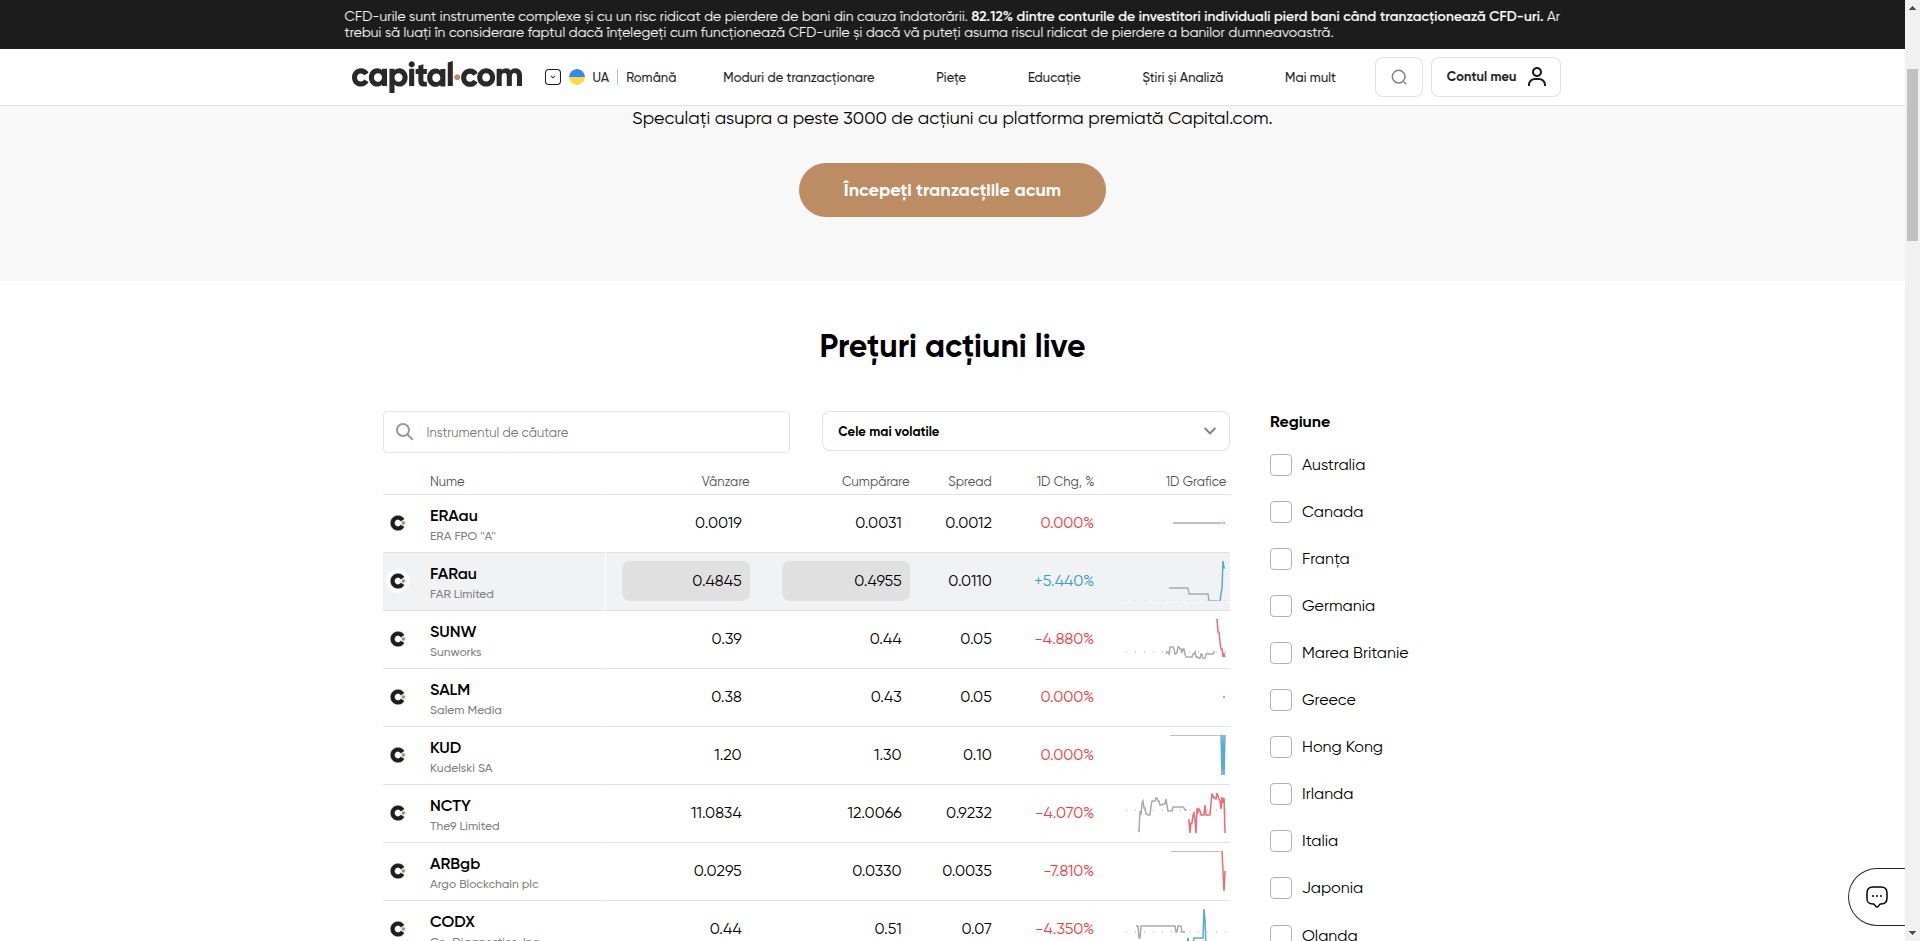 CFD-urile sunt instrumente complexe și cu un risc ridicat de pierdere de bani din cauza îndatorării. 82.12% dintre conturile de investitori individuali pierd bani când tranzacționează CFD-uri. Ar
trebui să luați în considerare faptul dacă înțelegeți cum funcționează CFD-urile și dacă vă puteți asuma riscul ridicat de pierdere a banilor dumneavoastră.
capital.com UA Română Moduri de tranzacționare Piețe Educație Știri și Analiză Mai mult Contul meu
Speculați asupra a peste 3000 de acțiuni cu platforma premiată Capital.com.
Începeți tranzacțiile acum
Prețuri acțiuni live
Instrumentul de căutare
Cele mai volatile
Nume Vânzare Cumpărare Spread 1D Chg, % 1D Grafice
ERAau 0.0019 0.0031 0.0012 0.000%
ERA FPO "A"
FARau 0.4845 0.4955 0.0110 +5.440%
FAR Limited
SUNW 0.39 0.44 0.05 -4.880%
Sunworks
SALM 0.38 0.43 0.05 0.000%
Salem Media
KUD 1.20 1.30 0.10 0.000%
Kudelski SA
NCTY 11.0834 12.0066 0.9232 -4.070%
The9 Limited
ARBgb 0.0295 0.0330 0.0035 -7.810%
Argo Blockchain plc
CODX 0.44 0.51 0.07 -4.350%
Regiune
Australia
Canada
Franța
Germania
Marea Britanie
Greece
Hong Kong
Irlanda
Italia
Japonia
Olanda